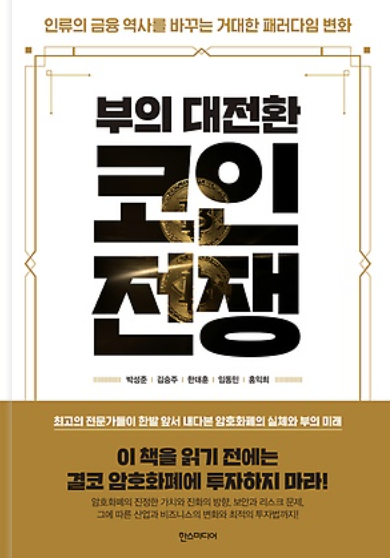 인류의 금융 역사를 바꾸는 거대한 패러다임 변화
부의 대전환
코인
전쟁
박성준 | 김승주 | 한대훈 | 임동민 | 홍익희
최고의 전문가들이 한발 앞서 내다본 암호화폐의 실체와 부의 미래
이 책을 읽기 전에는
결코 암호화폐에 투자하지 마라!
암호화폐의 진정한 가치와 진화의 방향, 보안과 리스크 문제,
그에 따른 산업과 비즈니스의 변화와 최적의 투자법까지!
한스미디어